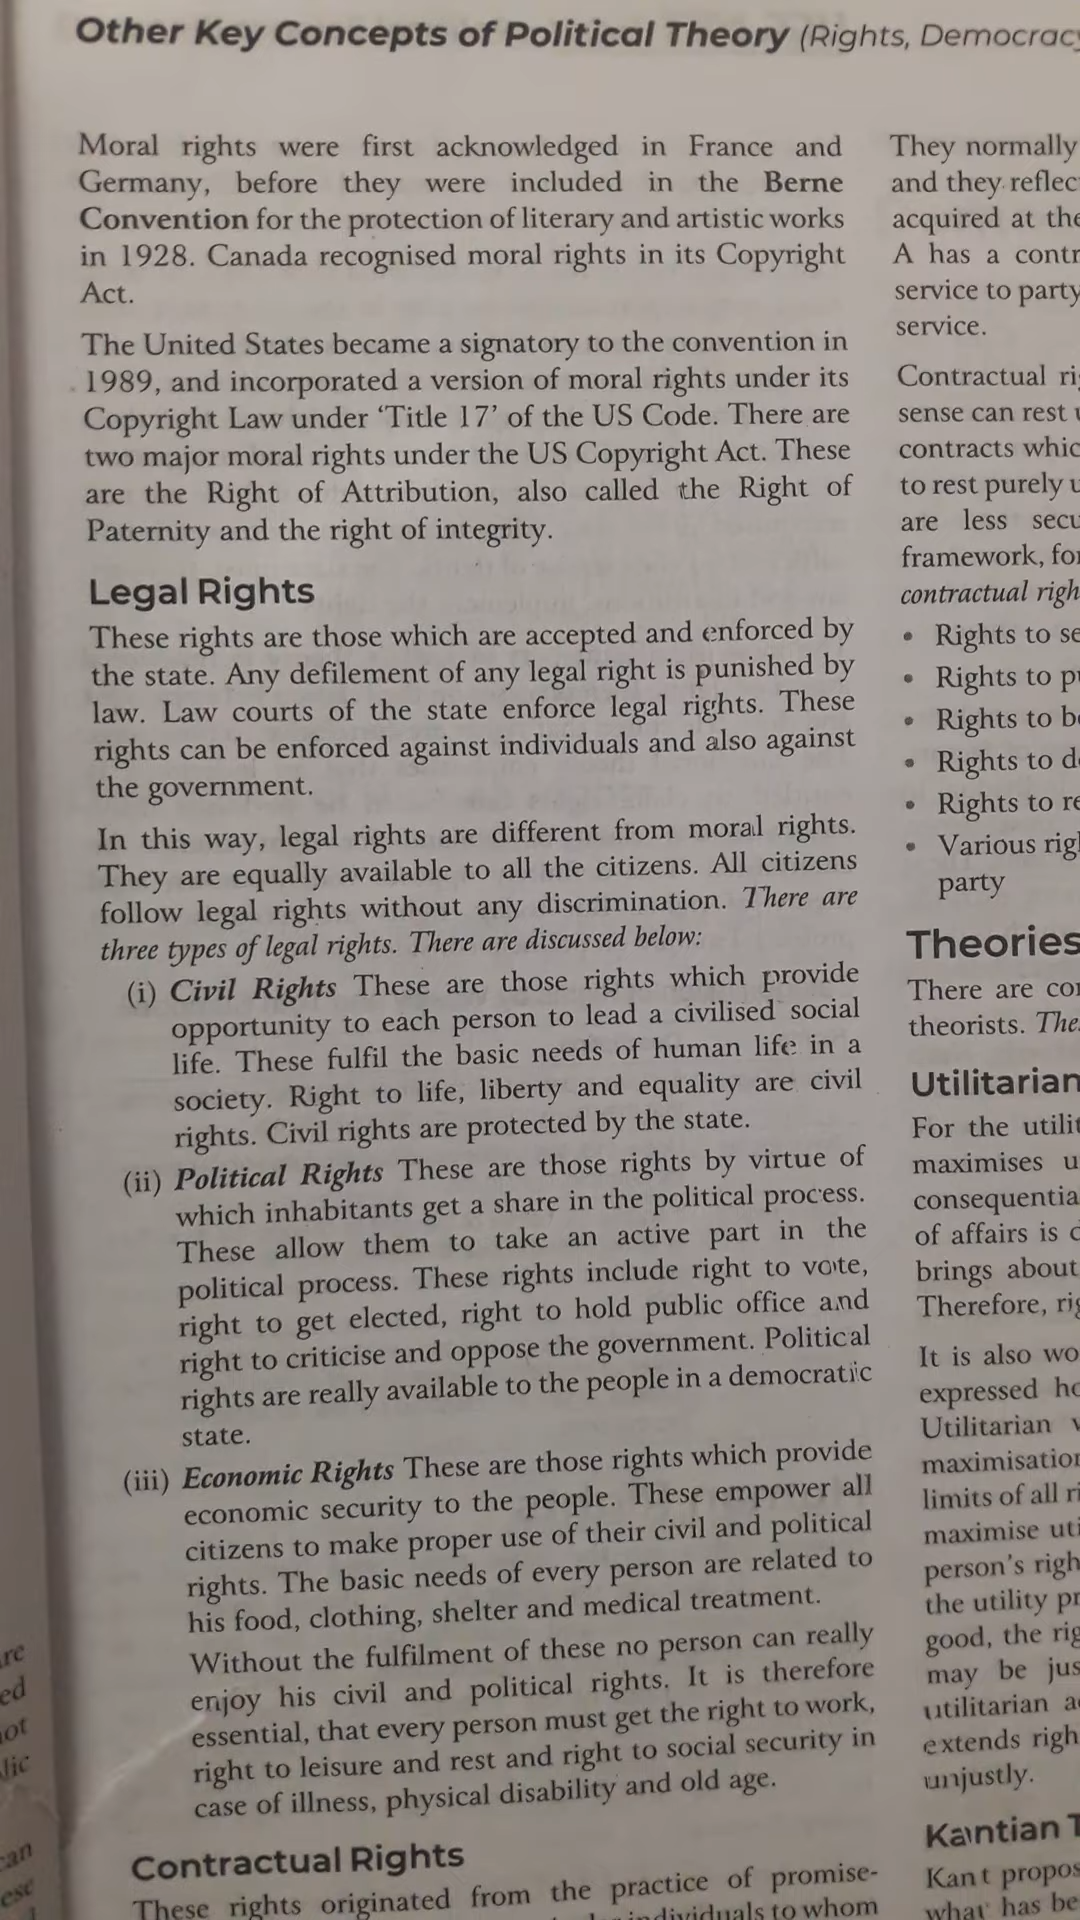 Other Key Concepts of Political Theory (Rights, Democracy
Moral rights were first acknowledged in France and
Germany, before they were included in the Berne
Convention for the protection of literary and artistic works
in 1928. Canada recognised moral rights in its Copyright
Act.
The United States became a signatory to the convention in
1989, and incorporated a version of moral rights under its
Copyright Law under ‘Title 17’ of the US Code. There are
two major moral rights under the US Copyright Act. These
are the Right of Attribution, also called the Right of
Paternity and the right of integrity.
Legal Rights
These rights are those which are accepted and enforced by
the state. Any defilement of any legal right is punished by
law. Law courts of the state enforce legal rights. These
rights can be enforced against individuals and also against
the government.
In this way, legal rights are different from moral rights.
They are equally available to all the citizens. All citizens
follow legal rights without any discrimination. There are
three types of legal rights. There are discussed below:
(i) Civil Rights These are those rights which provide
opportunity to each person to lead a civilised social
life. These fulfil the basic needs of human life in a
society. Right to life, liberty and equality are civil
rights. Civil rights are protected by the state.
(ii) Political Rights These are those rights by virtue of
which inhabitants get a share in the political process.
These allow them to take an active part in the
political process. These rights include right to vote,
right to get elected, right to hold public office and
right to criticise and oppose the government. Political
rights are really available to the people in a democratic
state.
(iii) Economic Rights These are those rights which provide
economic security to the people. These empower all
citizens to make proper use of their civil and political
rights. The basic needs of every person are related to
his food, clothing, shelter and medical treatment.
Without the fulfilment of these no person can really
enjoy his civil and political rights. It is therefore
essential, that every person must get the right to work,
right to leisure and rest and right to social security in
case of illness, physical disability and old age.
Contractual Rights
These rights originated from the practice of promise-
individuals to whom
They normally
and they
acquired at the
A has a
service to party
service.
Contractual
sense can rest
contracts
to rest purely
are less
framework,
contractual
• Rights to
• Rights to
• Rights to
• Rights to
• Rights to
• Various
party
Theories
There are
theorists.
Utilitarian
For the
maximises
of affairs is
brings about
Therefore,
It is also
expressed
Utilitarian
limits of all
maximise
person's
the utility
good, the
may be
utilitarian
extends
unjustly.
Kantian
Kant
what has